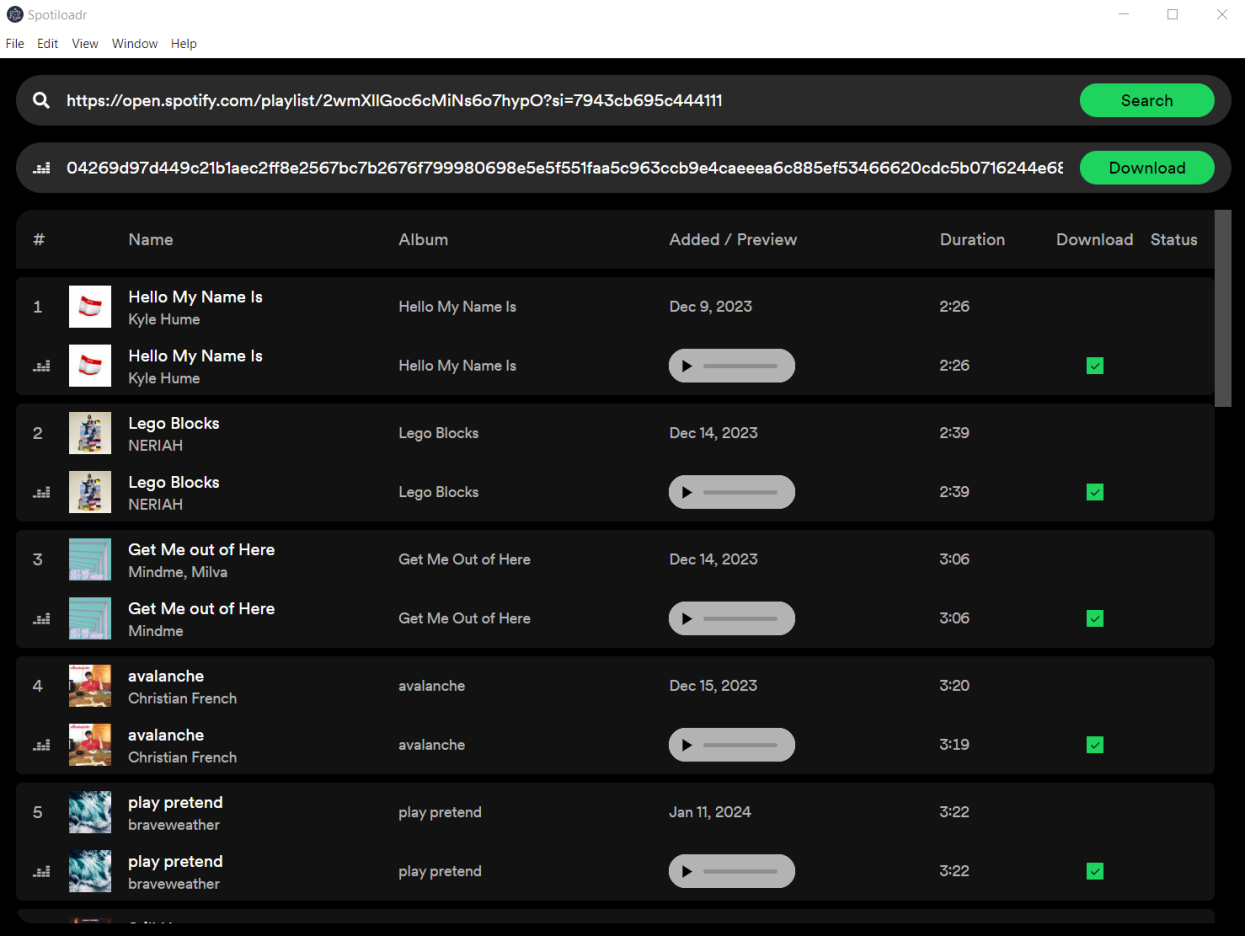 Spotiloadr
File Edit View Window Help
https://open.spotify.com/playlist/2wmXIlGoc6cMiNs6o7hypO?si=7943cb695c444111 Search
04269d97d449c21b1aec2ff8e2567bc7b2676f799980698e5e5f551faa5c963ccb9e4caeeea6c885ef53466620cdc5b0716244e68 Download
# Name Album Added / Preview Duration Download Status
1 Hello My Name Is Hello My Name Is Dec 9, 2023 2:26
Kyle Hume
Hello My Name Is Hello My Name Is 2:26
Kyle Hume
2 Lego Blocks Lego Blocks Dec 14, 2023 2:39
NERIAH
Lego Blocks Lego Blocks 2:39
NERIAH
3 Get Me out of Here Get Me Out of Here Dec 14, 2023 3:06
Mindme, Milva
Get Me out of Here Get Me Out of Here 3:06
Mindme
4 avalanche avalanche Dec 15, 2023 3:20
Christian French
avalanche avalanche 3:19
Christian French
5 play pretend play pretend Jan 11, 2024 3:22
braveweather
play pretend play pretend 3:22
braveweather